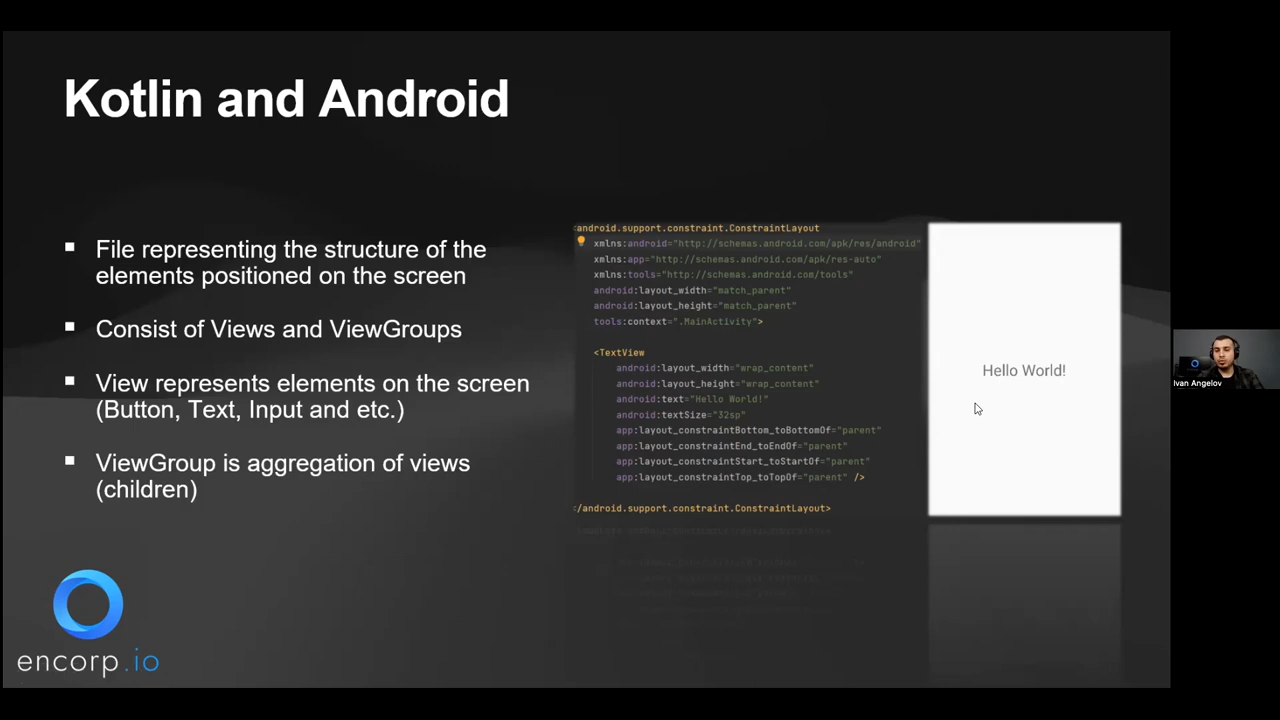 Kotlin and Android
File representing the structure of the
elements positioned on the screen
Consist of Views and ViewGroups
View represents elements on the screen
(Button, Text, Input and etc.)
ViewGroup is aggregation of views
(children)
<android.support.constraint.ConstraintLayout
xmlns:android="http://schemas.android.com/apk/res/android"
xmlns:app="http://schemas.android.com/apk/res-auto"
xmlns:tools="http://schemas.android.com/tools"
android:layout_width="match_parent"
android:layout_height="match_parent"
tools:context=".MainActivity">
<TextView
android:layout_width="wrap_content"
android:layout_height="wrap_content"
android:text="Hello World!"
android:textSize="32sp"
app:layout_constraintBottom_toBottomOf="parent"
app:layout_constraintEnd_toEndOf="parent"
app:layout_constraintStart_toStartOf="parent"
app:layout_constraintTop_toTopOf="parent" />
</android.support.constraint.ConstraintLayout>
Hello World!
Ivan Angelov
encorp.io